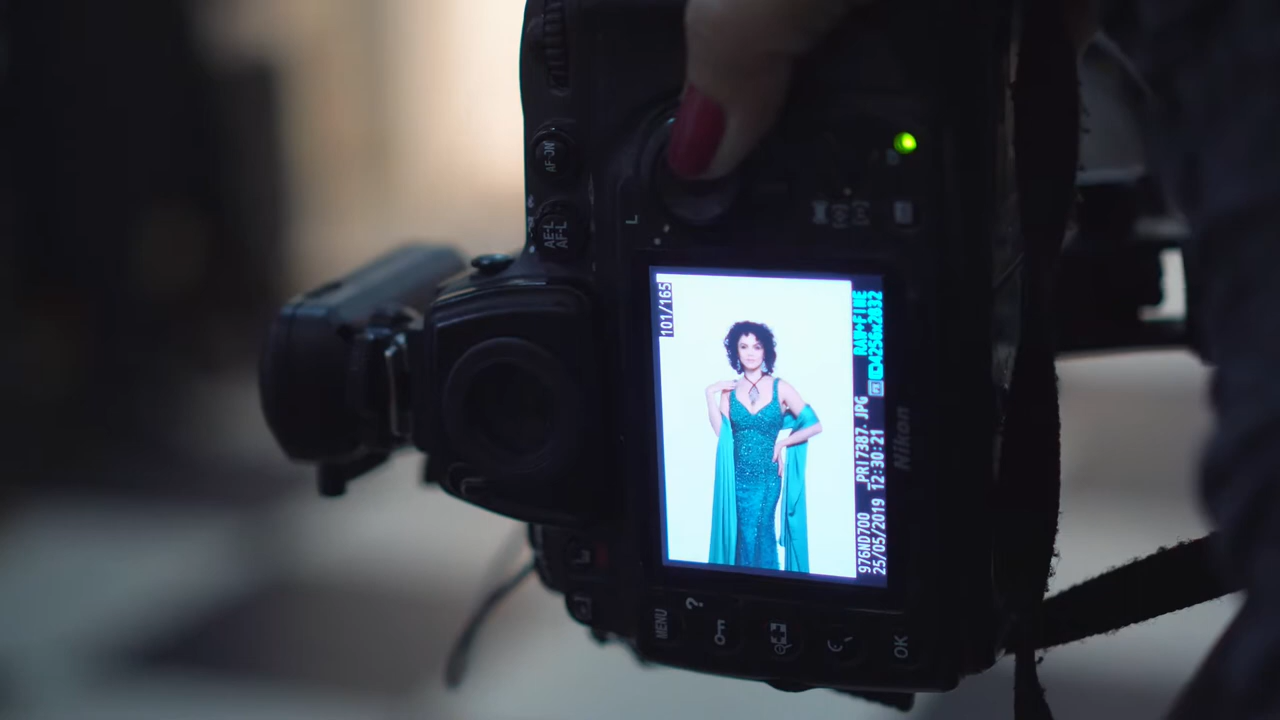 AF-ON
AE-L
AF-L
L
101/165
976ND700 _PRI7387.JPG RAW+FINE
25/05/2019 12:30:21 4256x2832
Nikon
MENU
?
OK